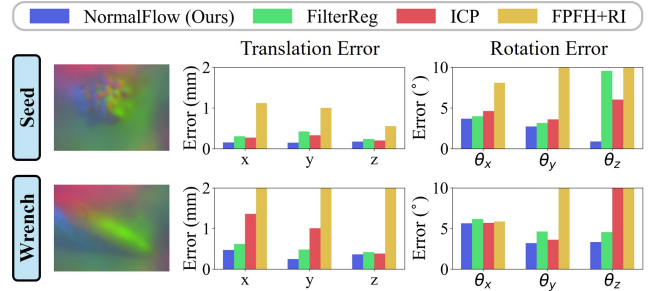 NormalFlow (Ours) FilterReg ICP FPFH+RI
Translation Error Rotation Error
Seed
Error (mm)
2
1
0
x y z
Error (°)
10
5
0
θx θy θz
Wrench
Error (mm)
2
1
0
x y z
Error (°)
10
5
0
θx θy θz